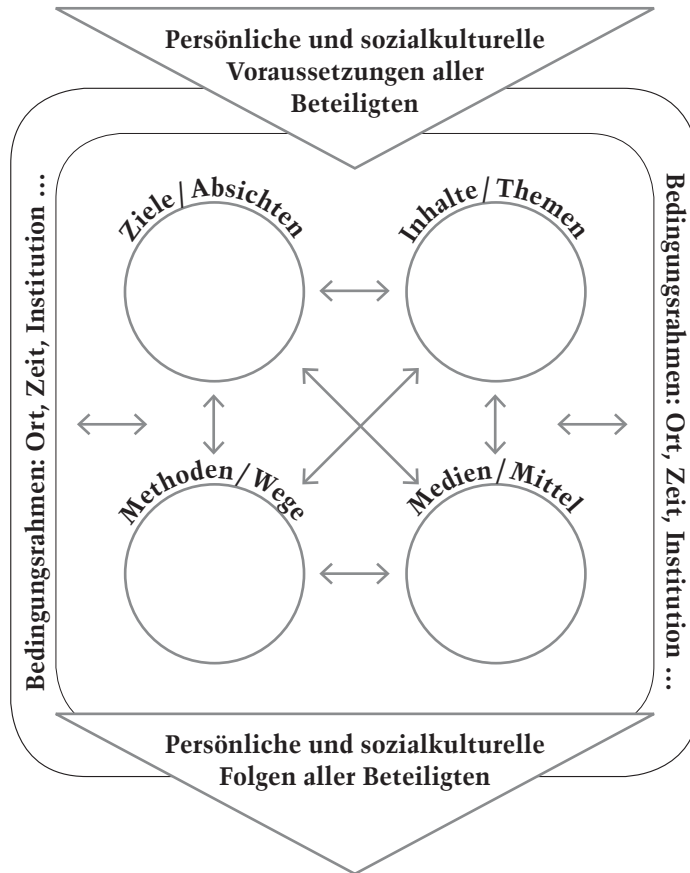 Persönliche und sozialkulturelle
Voraussetzungen aller
Beteiligten
Bedingungsrahmen: Ort, Zeit, Institution ...
Ziele / Absichten
Inhalte / Themen
Bedingungsrahmen: Ort, Zeit, Institution ...
Methoden / Wege
Medien / Mittel
Persönliche und sozialkulturelle
Folgen aller Beteiligten